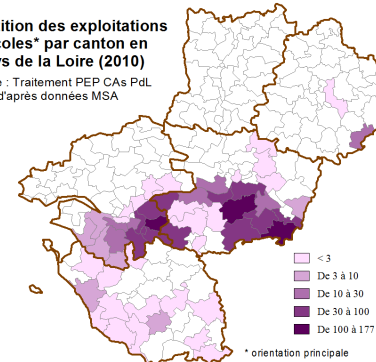 ition des exploitations
coles* par canton en
ys de la Loire (2010)
e : Traitement PEP CAs PdL
d'après données MSA
< 3
De 3 à 10
De 10 à 30
De 30 à 100
De 100 à 177
* orientation principale